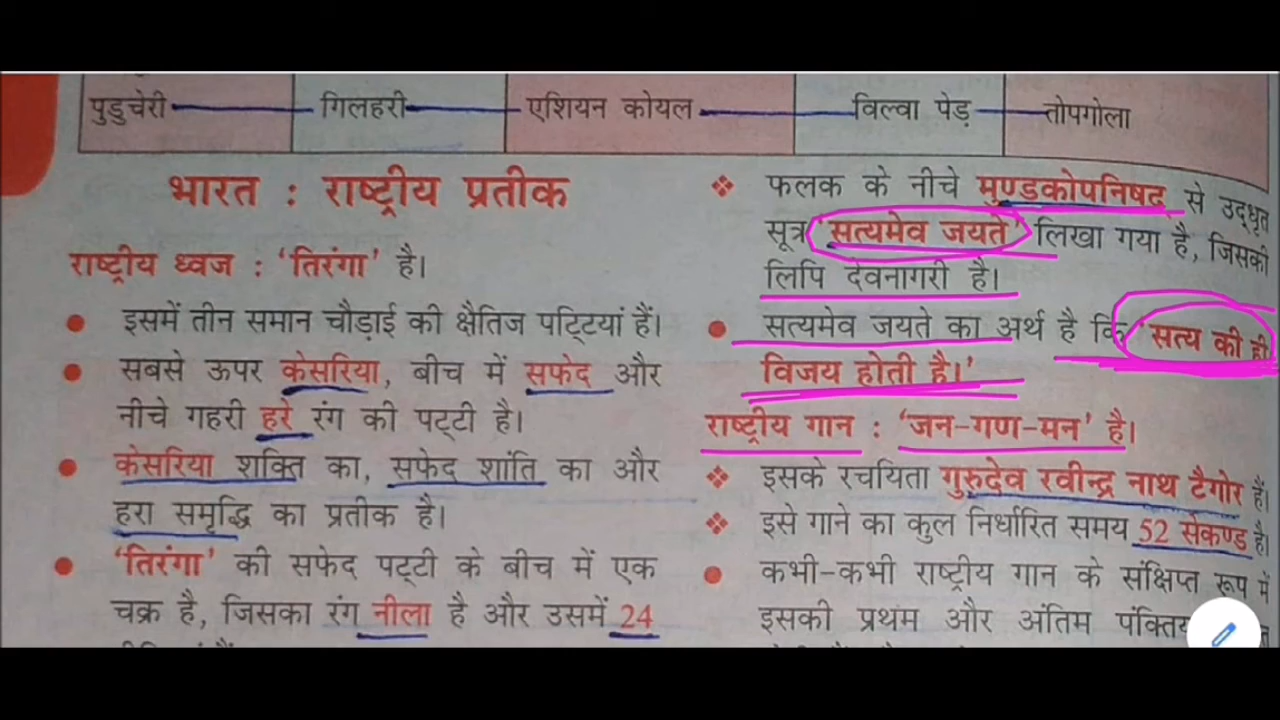 पुडुचेरी गिलहरी एशियन कोयल विल्वा पेड़ तोपगोला
भारत : राष्ट्रीय प्रतीक
राष्ट्रीय ध्वज : ‘तिरंगा’ है।
● इसमें तीन समान चौड़ाई की क्षैतिज पट्टियां हैं।
● सबसे ऊपर केसरिया, बीच में सफेद और
नीचे गहरी हरे रंग की पट्टी है।
● केसरिया शक्ति का, सफेद शांति का और
हरा समृद्धि का प्रतीक है।
● ‘तिरंगा’ की सफेद पट्टी के बीच में एक
चक्र है, जिसका रंग नीला है और उसमें 24
❖ फलक के नीचे मुण्डकोपनिषद् से उद्धृत
सूत्र ‘सत्यमेव जयते’ लिखा गया है, जिसकी
लिपि देवनागरी है।
● सत्यमेव जयते का अर्थ है कि ‘सत्य की ही
विजय होती है।’
राष्ट्रीय गान : ‘जन-गण-मन’ है।
❖ इसके रचयिता गुरुदेव रवीन्द्र नाथ टैगोर हैं।
❖ इसे गाने का कुल निर्धारित समय 52 सेकण्ड है।
● कभी-कभी राष्ट्रीय गान के संक्षिप्त रूप में
इसकी प्रथम और अंतिम